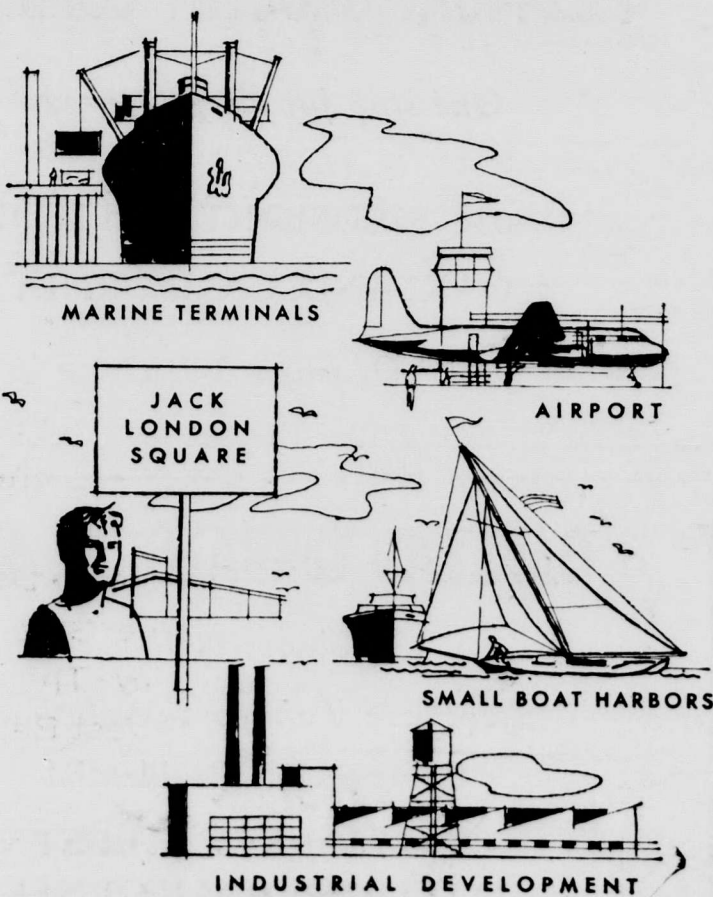 MARINE TERMINALS
AIRPORT
JACK
LONDON
SQUARE
SMALL BOAT HARBORS
INDUSTRIAL DEVELOPMENT